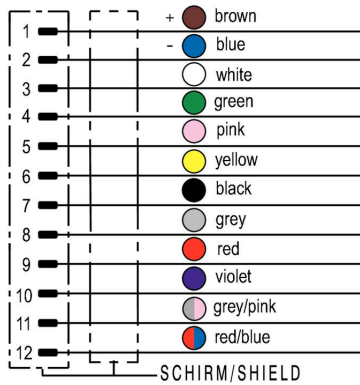 1 + brown
2 - blue
3 white
4 green
5 pink
6 yellow
7 black
8 grey
9 red
10 violet
11 grey/pink
12 red/blue
SCHIRM/SHIELD